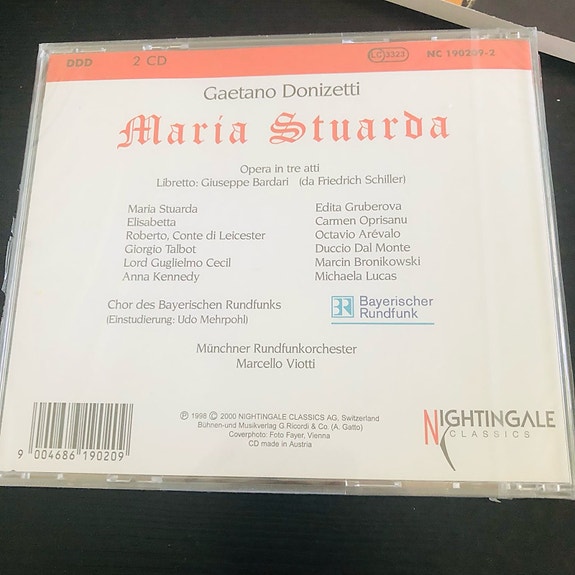 DDD 2 CD LC 3323 NC 190209-2
Gaetano Donizetti
Maria Stuarda
Opera in tre atti
Libretto: Giuseppe Bardari (da Friedrich Schiller)
Maria Stuarda Edita Gruberova
Elisabetta Carmen Oprisanu
Roberto, Conte di Leicester Octavio Arévalo
Giorgio Talbot Duccio Dal Monte
Lord Guglielmo Cecil Marcin Bronikowski
Anna Kennedy Michaela Lucas
Chor des Bayerischen Rundfunks
(Einstudierung: Udo Mehrpohl)
BR Bayerischer
Rundfunk
Münchner Rundfunkorchester
Marcello Viotti
℗ 1998 © 2000 NIGHTINGALE CLASSICS AG, Switzerland
Bühnen-und Musikverlag G.Ricordi & Co. (A. Gatto)
Coverphoto: Foto Fayer, Vienna
CD made in Austria
9 004686 190209
NIGHTINGALE
CLASSICS